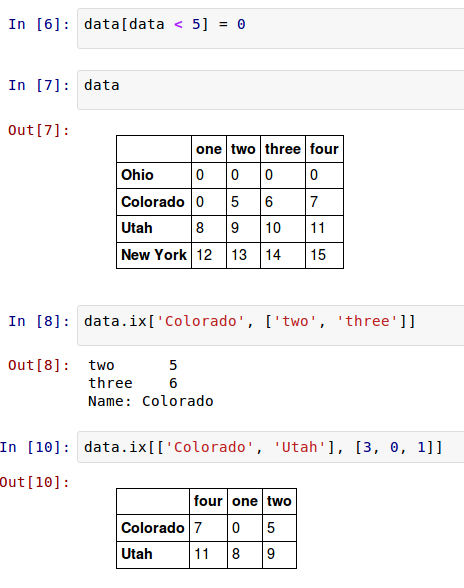 In [6]: data[data < 5] = 0
In [7]: data
Out[7]:
one two three four
Ohio 0 0 0 0
Colorado 0 5 6 7
Utah 8 9 10 11
New York 12 13 14 15
In [8]: data.ix['Colorado', ['two', 'three']]
Out[8]: two 5
three 6
Name: Colorado
In [10]: data.ix[['Colorado', 'Utah'], [3, 0, 1]]
Out[10]:
four one two
Colorado 7 0 5
Utah 11 8 9